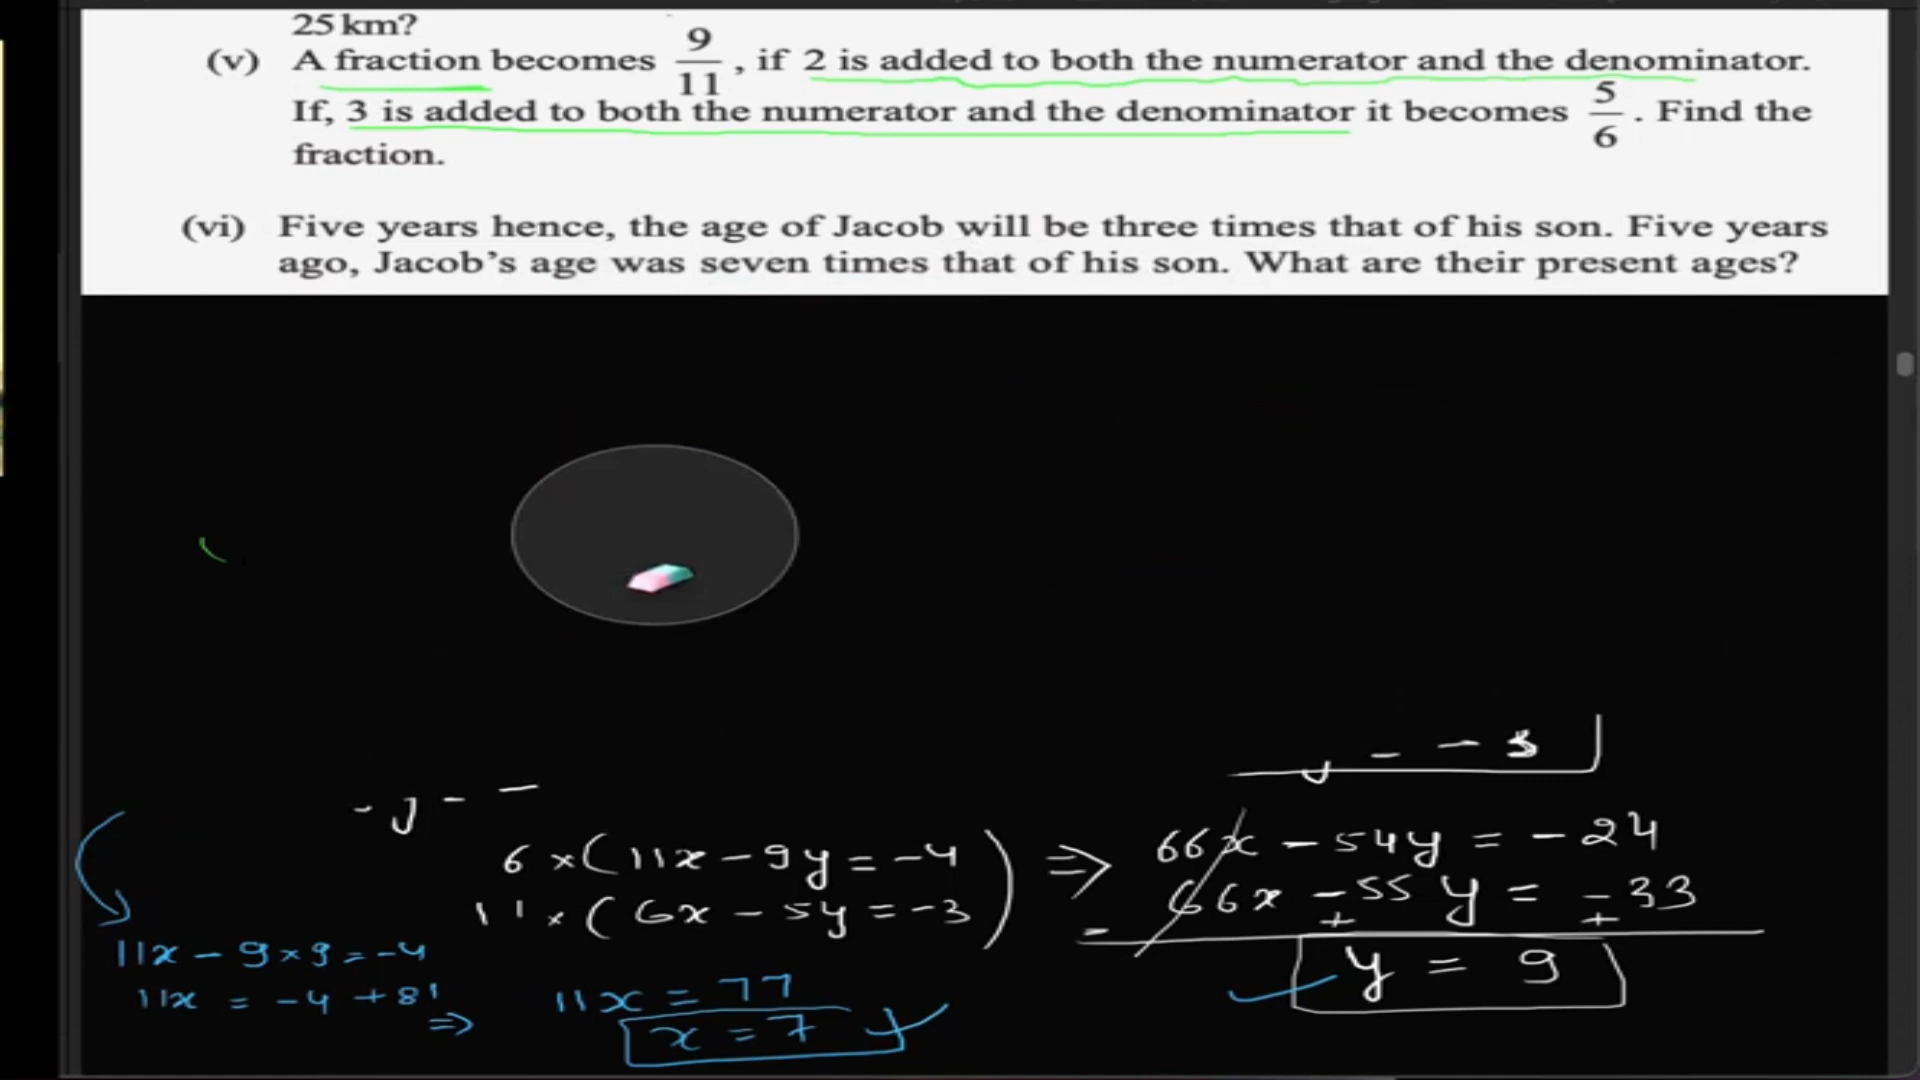 25 km?
(v) A fraction becomes 9/11, if 2 is added to both the numerator and the denominator.
If, 3 is added to both the numerator and the denominator it becomes 5/6. Find the
fraction.
(vi) Five years hence, the age of Jacob will be three times that of his son. Five years
ago, Jacob's age was seven times that of his son. What are their present ages?
6 × (11x - 9y = -4) ⇒ 66x - 54y = -24
11 × (6x - 5y = -3) 66x - 55y = -33
- + +
y = 9
11x - 9×9 = -4
11x = -4 + 81 ⇒ 11x = 77
x = 7